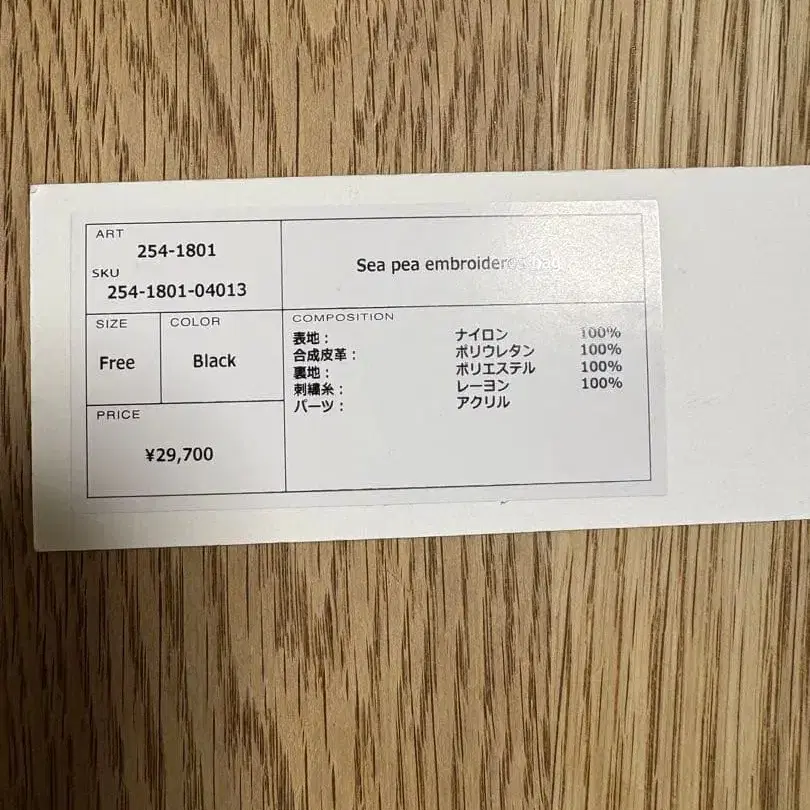 ART
254-1801
SKU
254-1801-04013
Sea pea embroideres bag
SIZE
Free
COLOR
Black
PRICE
¥29,700
COMPOSITION
表地： ナイロン 100%
合成皮革： ポリウレタン 100%
裏地： ポリエステル 100%
刺繍糸： レーヨン 100%
パーツ： アクリル